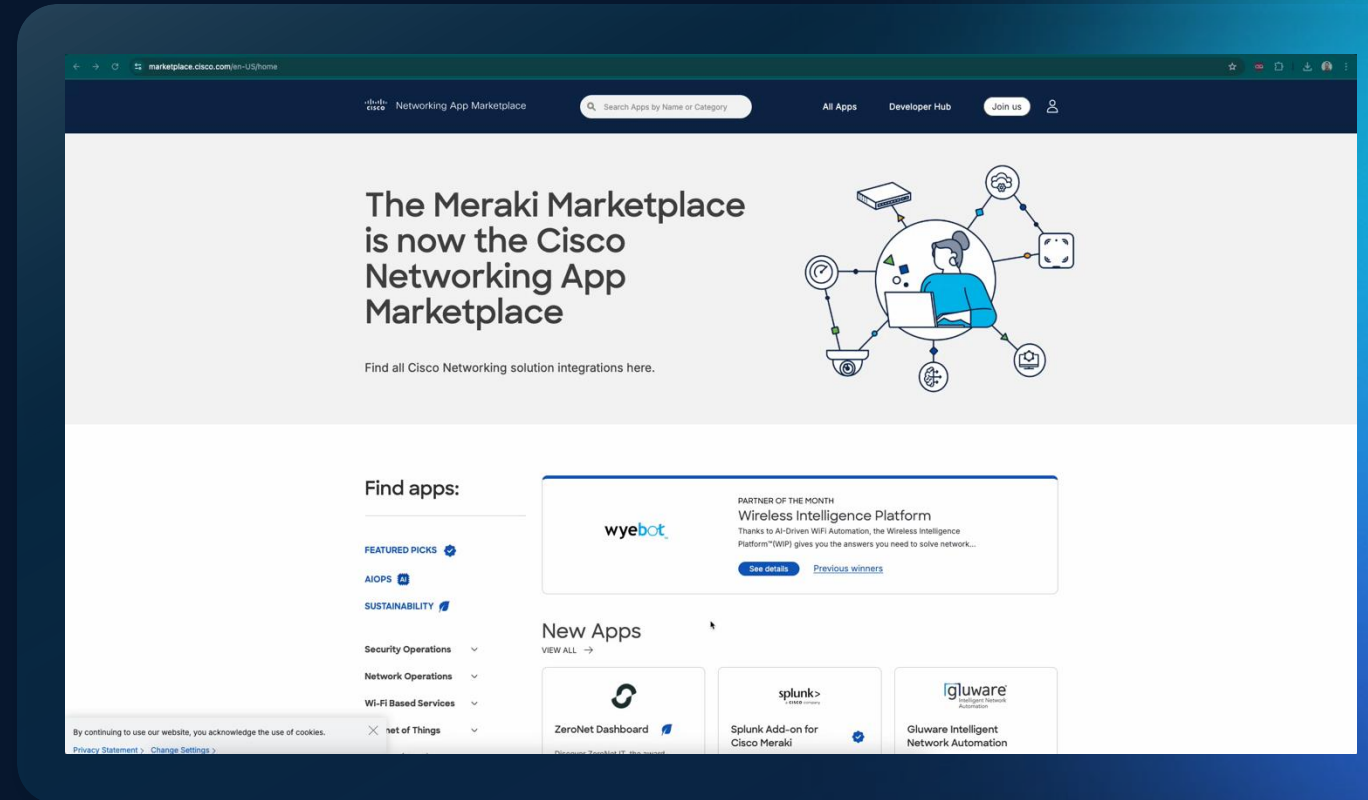 marketplace.cisco.com/en-US/home
CISCO Networking App Marketplace
Search Apps by Name or Category
All Apps
Developer Hub
Join us
The Meraki Marketplace
is now the Cisco
Networking App
Marketplace
Find all Cisco Networking solution integrations here.
Find apps:
FEATURED PICKS
AIOPS AI
SUSTAINABILITY
Security Operations
Network Operations
Wi-Fi Based Services
net of Things
wyebot
PARTNER OF THE MONTH
Wireless Intelligence Platform
Thanks to AI-Driven WiFi Automation, the Wireless Intelligence
Platform™(WIP) gives you the answers you need to solve network...
See details
Previous winners
New Apps
VIEW ALL
ZeroNet Dashboard
splunk>
a CISCO company
Splunk Add-on for
Cisco Meraki
gluware
Intelligent Network
Automation
Gluware Intelligent
Network Automation
By continuing to use our website, you acknowledge the use of cookies.
Privacy Statement > Change Settings >